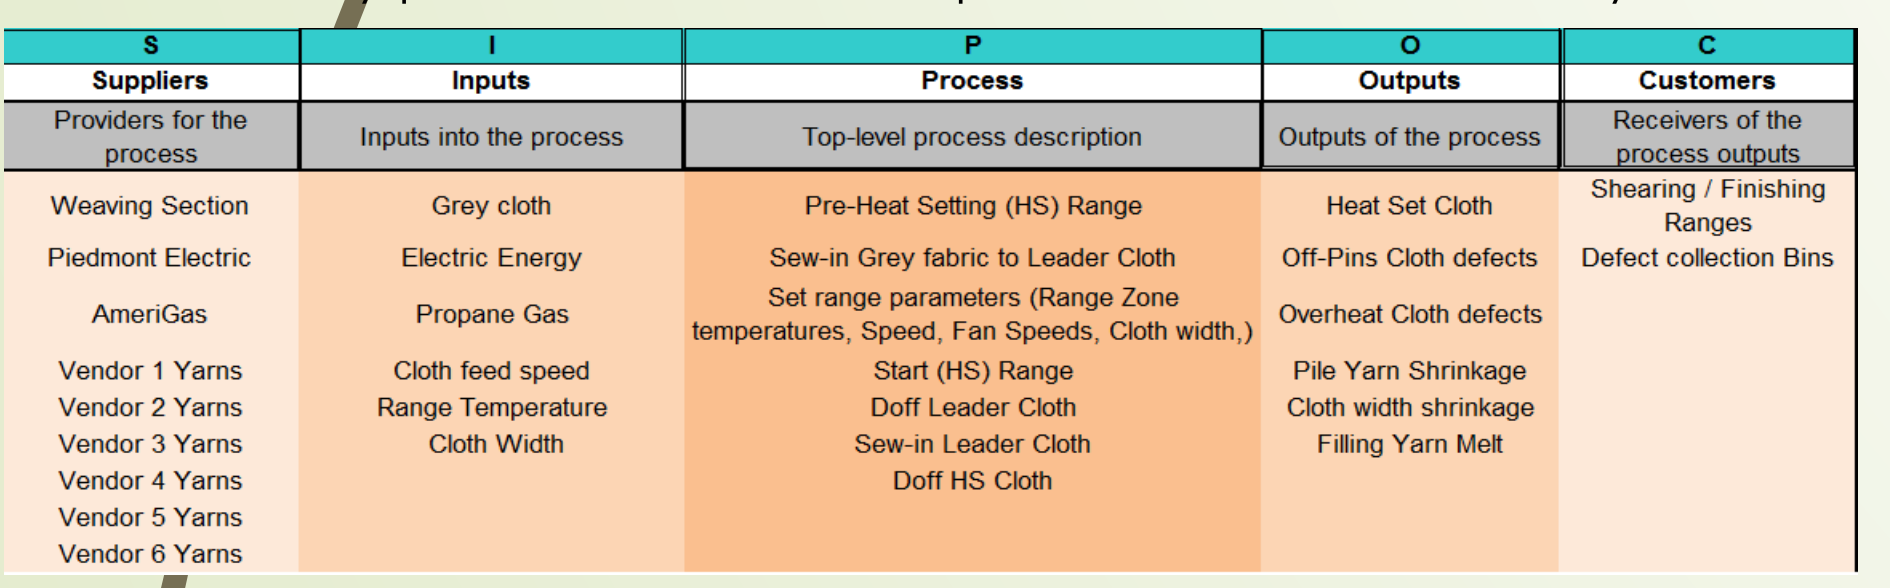 S I P O C
Suppliers Inputs Process Outputs Customers
Providers for the
process
Inputs into the process
Top-level process description
Outputs of the process
Receivers of the
process outputs
Weaving Section
Grey cloth
Pre-Heat Setting (HS) Range
Heat Set Cloth
Shearing / Finishing
Ranges
Piedmont Electric
Electric Energy
Sew-in Grey fabric to Leader Cloth
Off-Pins Cloth defects
Defect collection Bins
AmeriGas
Propane Gas
Set range parameters (Range Zone
temperatures, Speed, Fan Speeds, Cloth width,)
Overheat Cloth defects
Vendor 1 Yarns
Cloth feed speed
Start (HS) Range
Pile Yarn Shrinkage
Vendor 2 Yarns
Range Temperature
Doff Leader Cloth
Cloth width shrinkage
Vendor 3 Yarns
Cloth Width
Sew-in Leader Cloth
Filling Yarn Melt
Vendor 4 Yarns
Doff HS Cloth
Vendor 5 Yarns
Vendor 6 Yarns